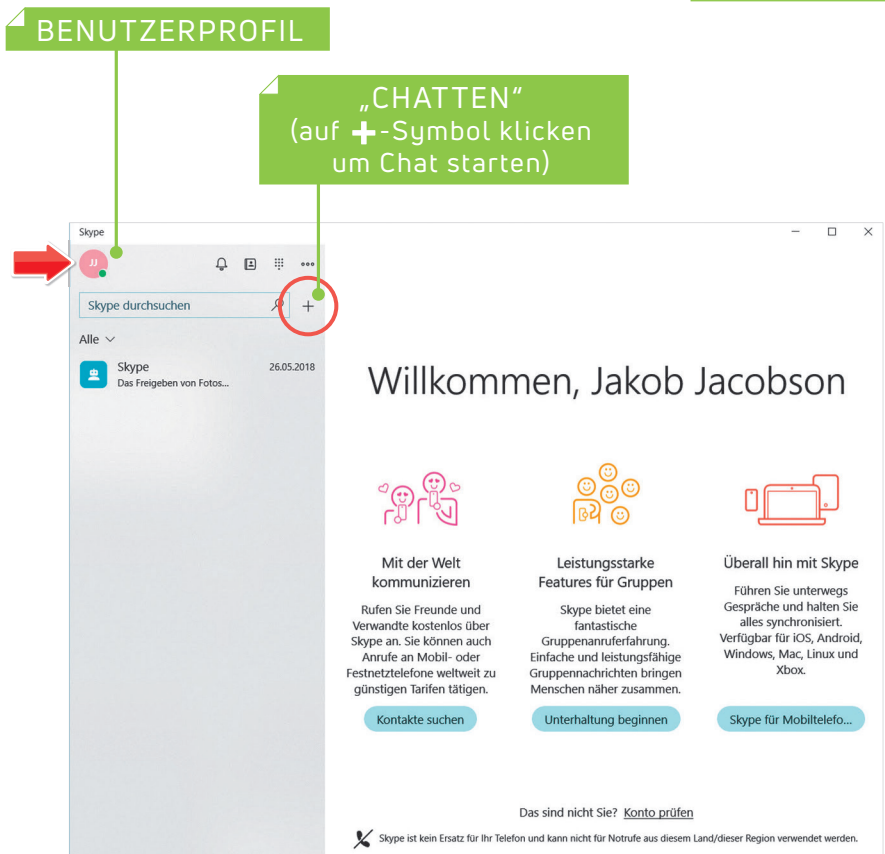 BENUTZERPROFIL
„CHATTEN“
(auf +-Symbol klicken
um Chat starten)
Skype
JJ
Skype durchsuchen
Alle
Skype
26.05.2018
Das Freigeben von Fotos...
Willkommen, Jakob Jacobson
Mit der Welt
kommunizieren
Rufen Sie Freunde und
Verwandte kostenlos über
Skype an. Sie können auch
Anrufe an Mobil- oder
Festnetztelefone weltweit zu
günstigen Tarifen tätigen.
Kontakte suchen
Leistungsstarke
Features für Gruppen
Skype bietet eine
fantastische
Gruppenanruferfahrung.
Einfache und leistungsfähige
Gruppennachrichten bringen
Menschen näher zusammen.
Unterhaltung beginnen
Überall hin mit Skype
Führen Sie unterwegs
Gespräche und halten Sie
alles synchronisiert.
Verfügbar für iOS, Android,
Windows, Mac, Linux und
Xbox.
Skype für Mobiltelefo...
Das sind nicht Sie? Konto prüfen
Skype ist kein Ersatz für Ihr Telefon und kann nicht für Notrufe aus diesem Land/dieser Region verwendet werden.